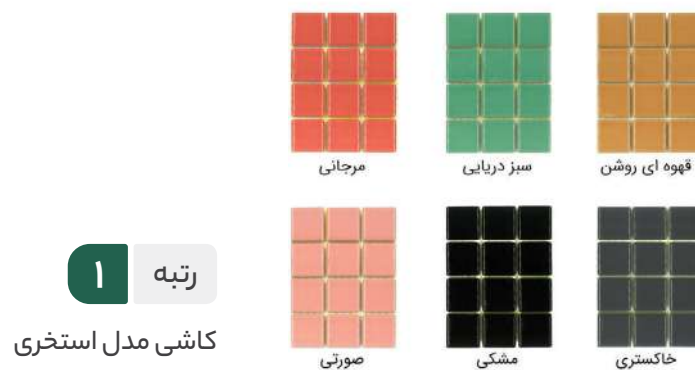 قهوه ای روشن
سبز دریایی
مرجانی
خاکستری
مشکی
صورتی
رتبه ۱
کاشی مدل استخری